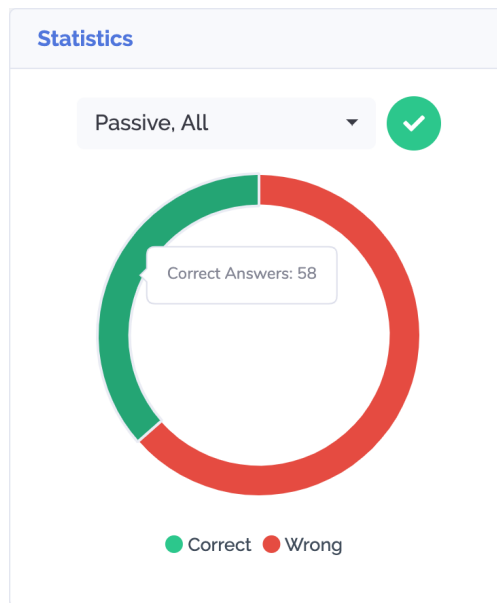 Statistics
Passive, All
Correct Answers: 58
Correct
Wrong